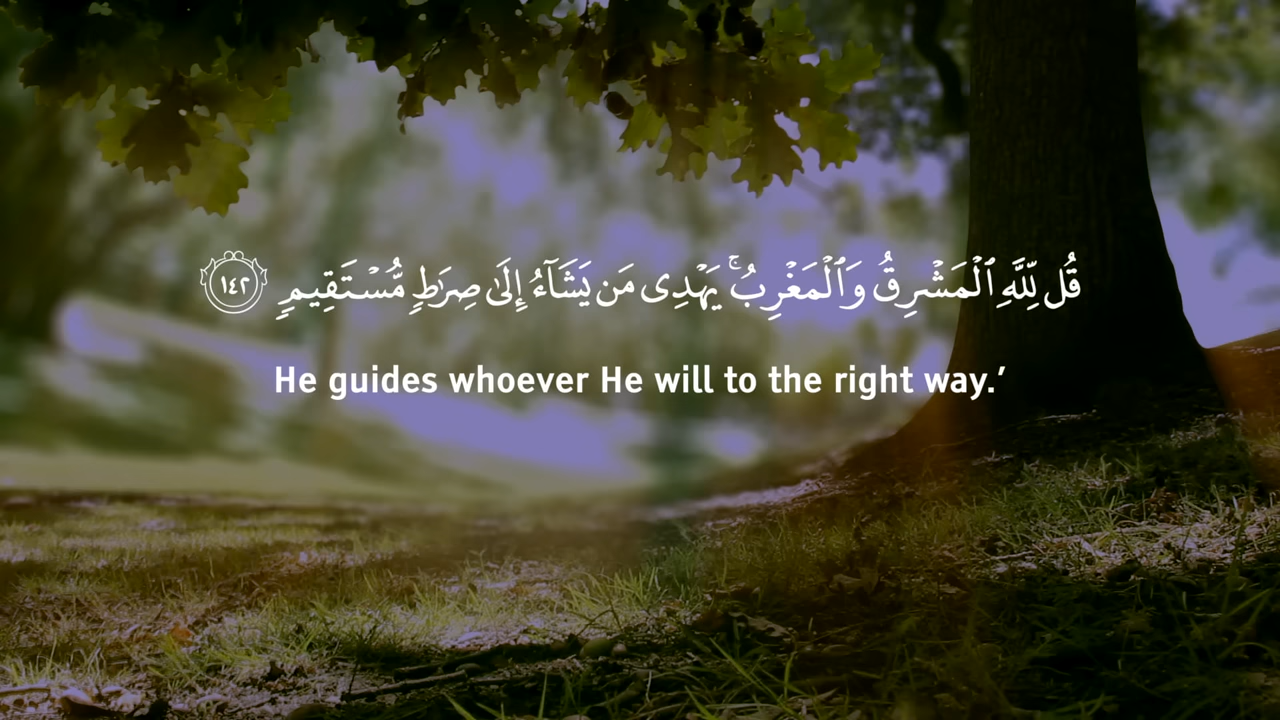 قُل لِّلَّهِ ٱلْمَشْرِقُ وَٱلْمَغْرِبُ ۚ يَهْدِى مَن يَشَآءُ إِلَىٰ صِرَٰطٍ مُّسْتَقِيمٍ ١٤٢
He guides whoever He will to the right way.’